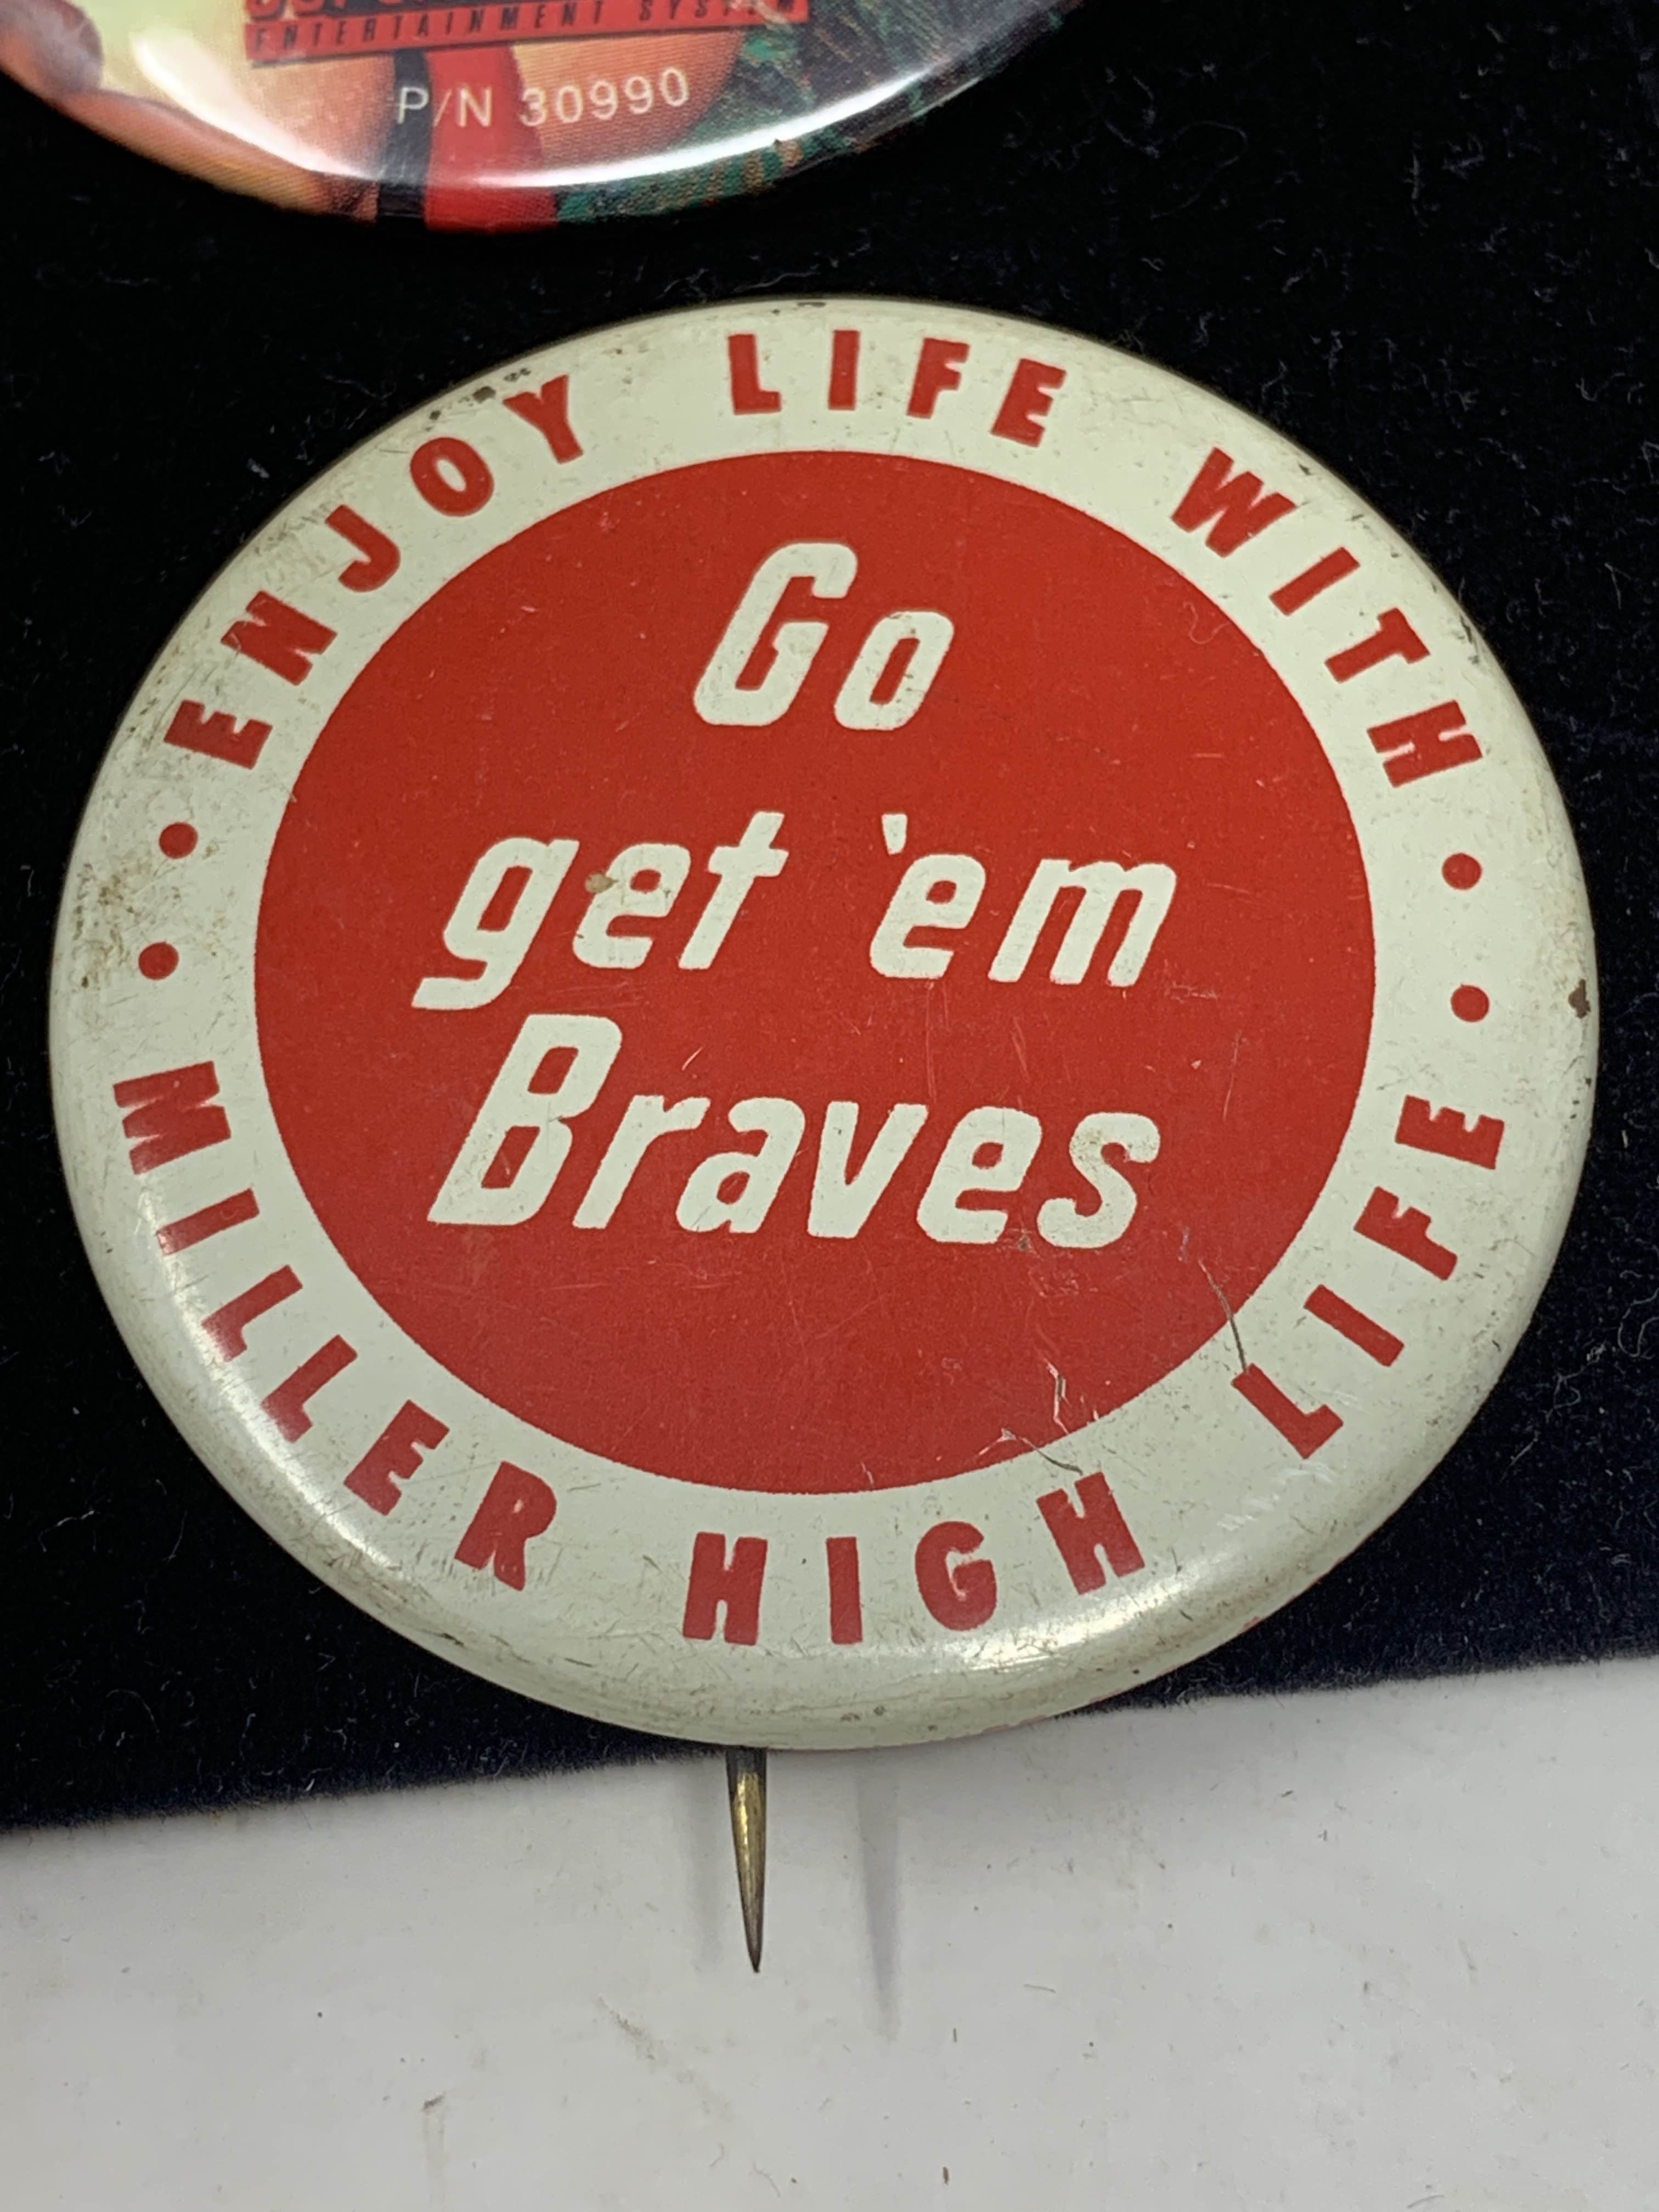 ENTERTAINMENT SYSTEM
P/N 30990
ENJOY LIFE WITH
Go
get 'em
Braves
MILLER HIGH LIFE